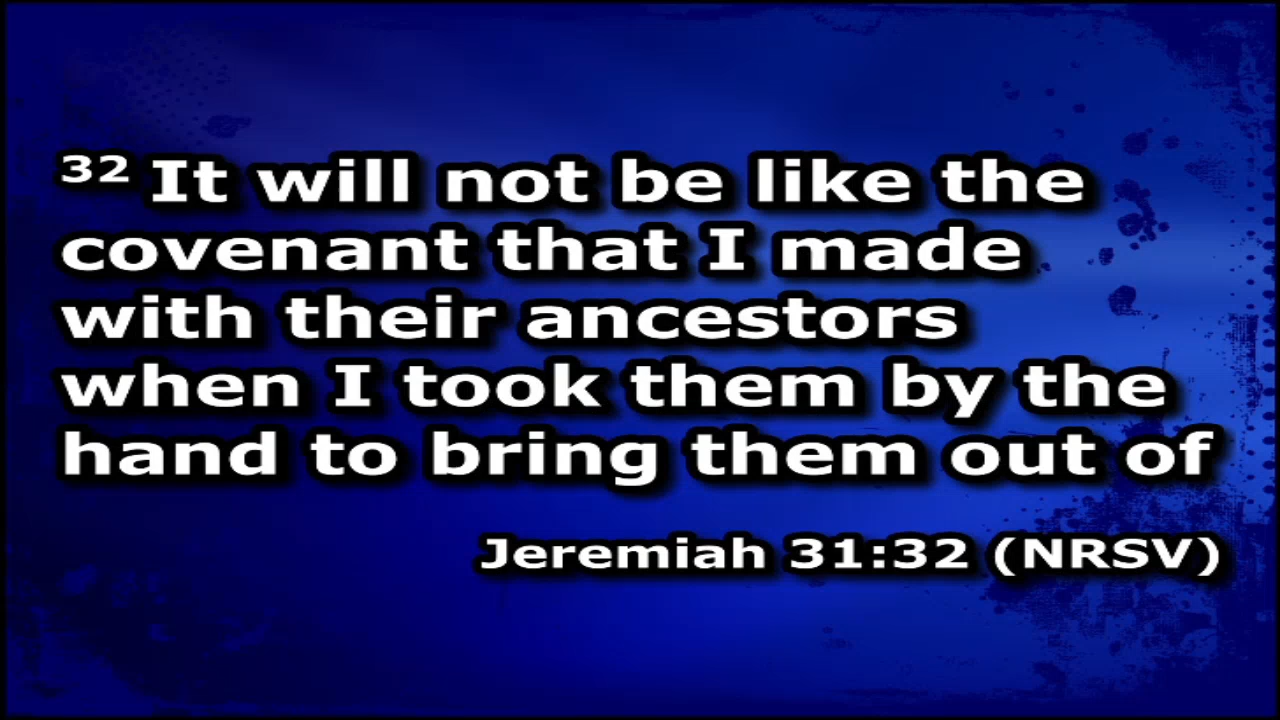 32 It will not be like the
covenant that I made
with their ancestors
when I took them by the
hand to bring them out of
Jeremiah 31:32 (NRSV)